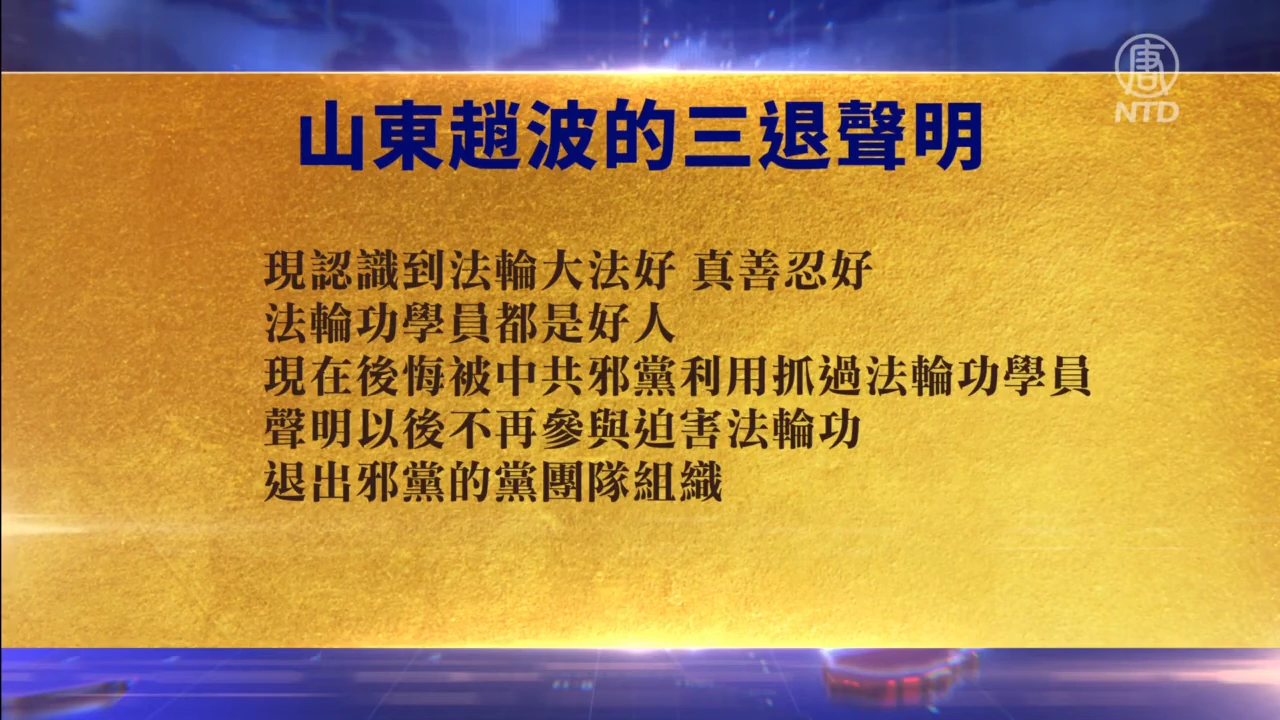 唐
NTD
山東趙波的三退聲明
現認識到法輪大法好 真善忍好
法輪功學員都是好人
現在後悔被中共邪黨利用抓過法輪功學員
聲明以後不再參與迫害法輪功
退出邪黨的黨團隊組織